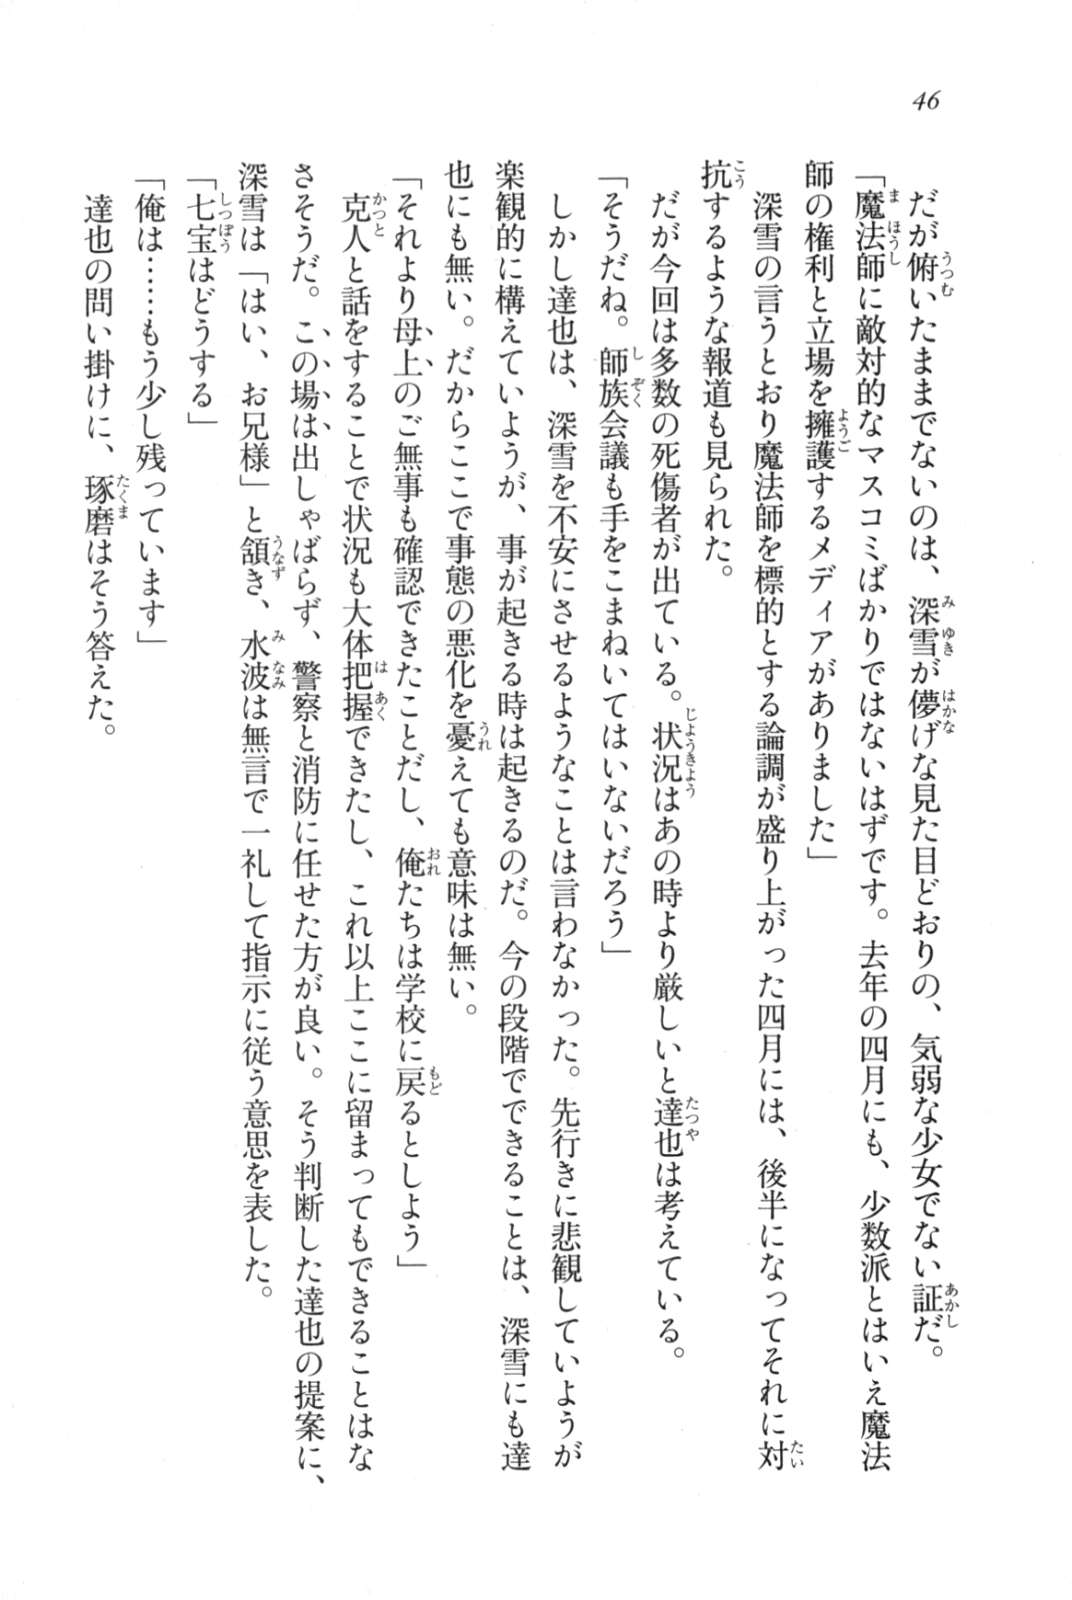 46
だが俯いたままでないのは、深雪が儚げな見た目どおりの、気弱な少女でない証だ。
「魔法師に敵対的なマスコミばかりではないはずです。去年の四月にも、少数派とはいえ魔法
師の権利と立場を擁護するメディアがありました」
深雪の言うとおり魔法師を標的とする論調が盛り上がった四月には、後半になってそれに対
抗するような報道も見られた。
だが今回は多数の死傷者が出ている。状況はあの時より厳しいと達也は考えている。
「そうだね。師族会議も手をこまねいてはいないだろう」
しかし達也は、深雪を不安にさせるようなことは言わなかった。先行きに悲観していようが
楽観的に構えていようが、事が起きる時は起きるのだ。今の段階でできることは、深雪にも達
也にも無い。だからここで事態の悪化を憂えても意味は無い。
「それより母上のご無事も確認できたことだし、俺たちは学校に戻るとしよう」
克人と話をすることで状況も大体把握できたし、これ以上ここに留まってもできることはな
さそうだ。この場は出しゃばらず、警察と消防に任せた方が良い。そう判断した達也の提案に、
深雪は「はい、お兄様」と頷き、水波は無言で一礼して指示に従う意思を表した。
「七宝はどうする」
「俺は……もう少し残っています」
達也の問い掛けに、琢磨はそう答えた。